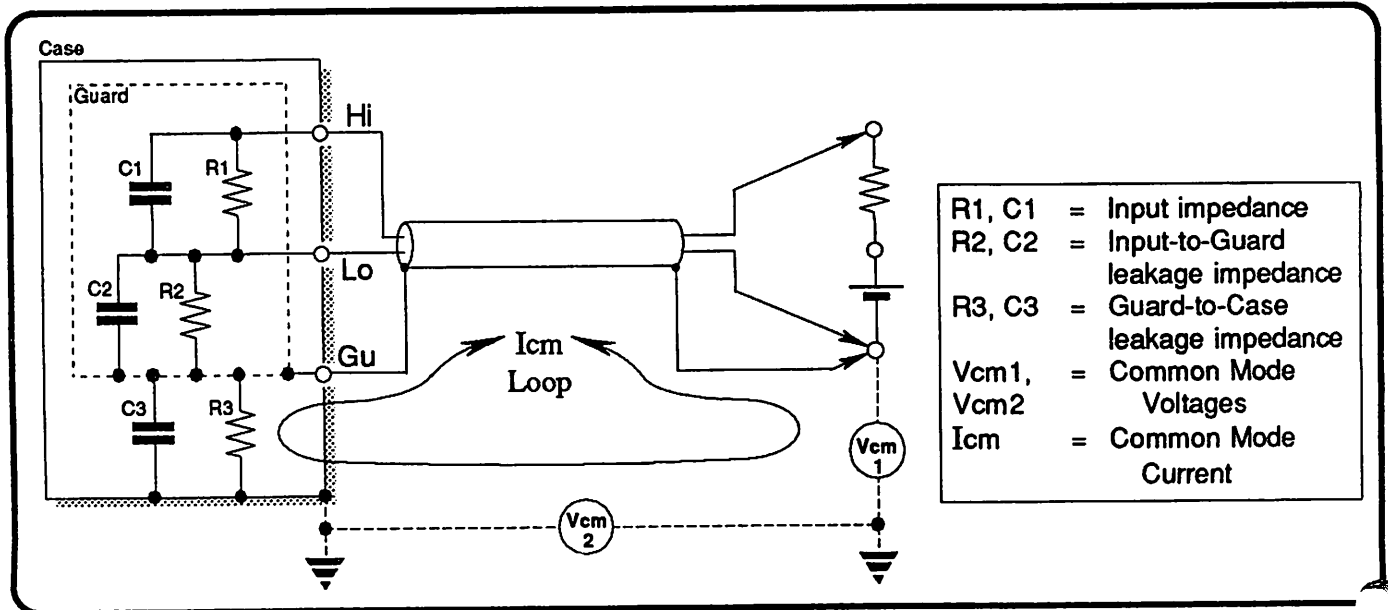 Case
Guard
Hi
C1
R1
Lo
C2
R2
Gu
C3
R3
Icm
Loop
Vcm
1
Vcm
2
R1, C1 = Input impedance
R2, C2 = Input-to-Guard
leakage impedance
R3, C3 = Guard-to-Case
leakage impedance
Vcm1, = Common Mode
Vcm2 Voltages
Icm = Common Mode
Current